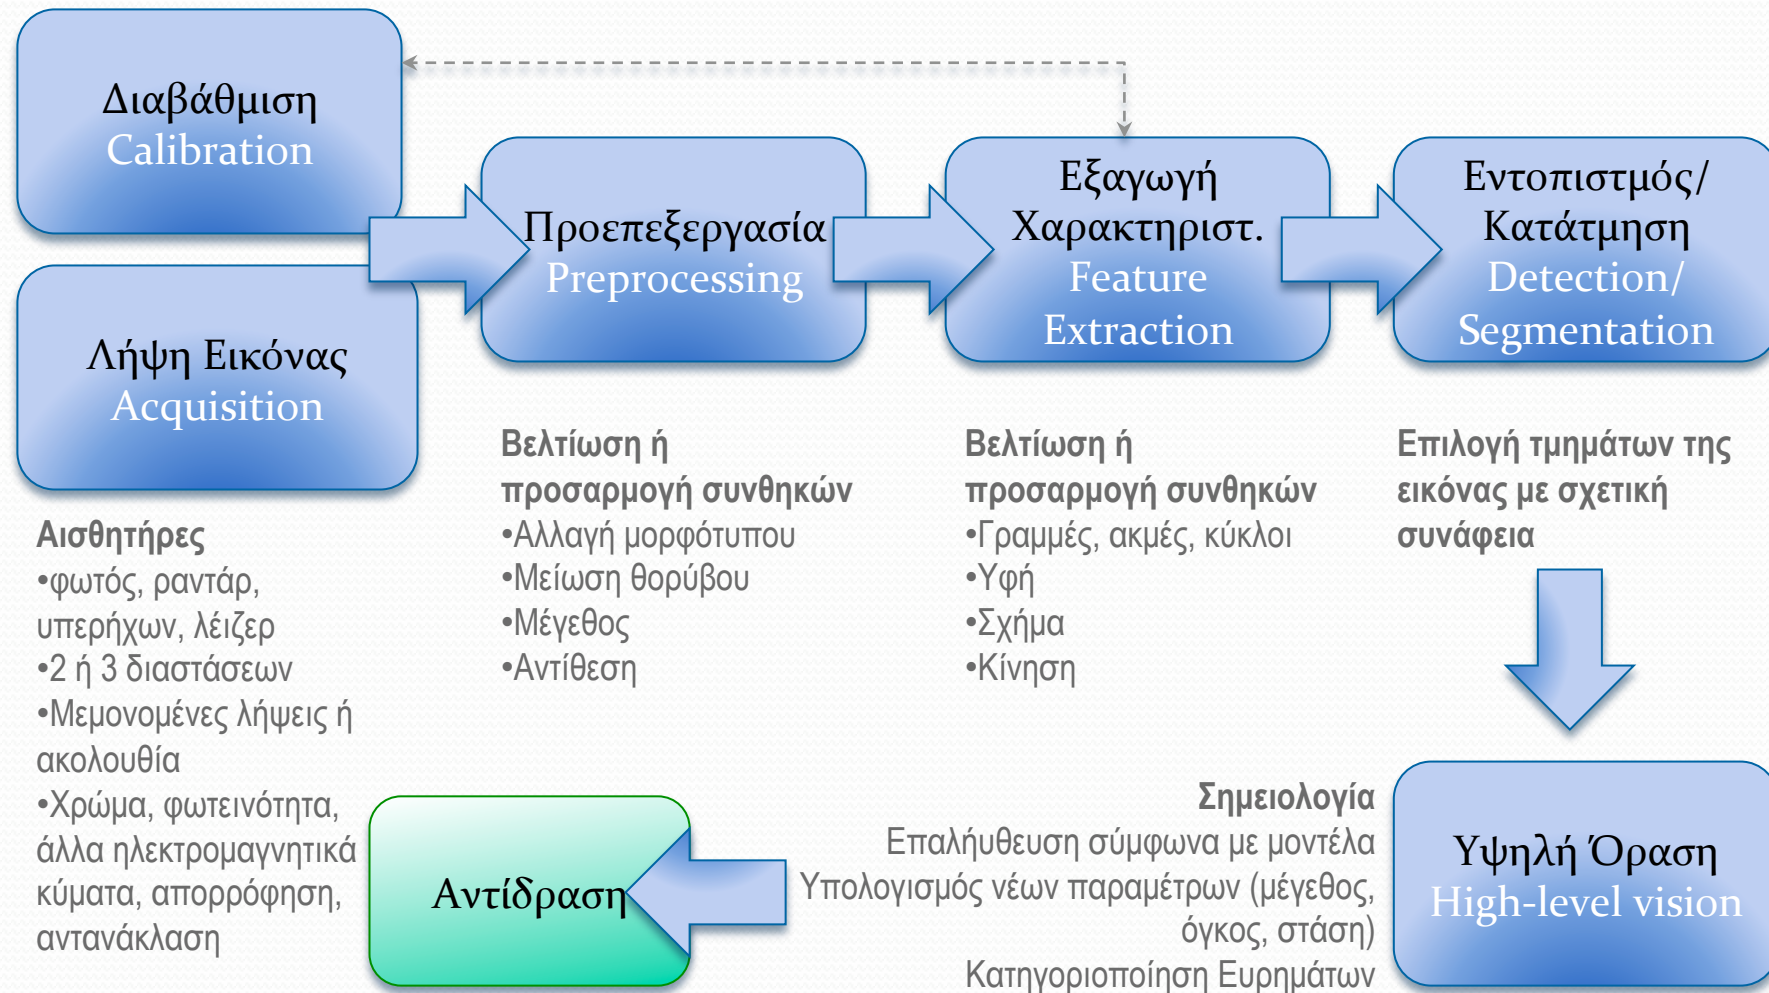 Διαβάθμιση
Calibration
Λήψη Εικόνας
Acquisition
Προεπεξεργασία
Preprocessing
Εξαγωγή
Χαρακτηριστ.
Feature
Extraction
Εντοπιστμός/
Κατάτμηση
Detection/
Segmentation
Αισθητήρες
•φωτός, ραντάρ,
υπερήχων, λέιζερ
•2 ή 3 διαστάσεων
•Μεμονομένες λήψεις ή
ακολουθία
•Χρώμα, φωτεινότητα,
άλλα ηλεκτρομαγνητικά
κύματα, απορρόφηση,
αντανάκλαση
Βελτίωση ή
προσαρμογή συνθηκών
•Αλλαγή μορφότυπου
•Μείωση θορύβου
•Μέγεθος
•Αντίθεση
Βελτίωση ή
προσαρμογή συνθηκών
•Γραμμές, ακμές, κύκλοι
•Υφή
•Σχήμα
•Κίνηση
Επιλογή τμημάτων της
εικόνας με σχετική
συνάφεια
Υψηλή Όραση
High-level vision
Σημειολογία
Επαλήυθευση σύμφωνα με μοντέλα
Υπολογισμός νέων παραμέτρων (μέγεθος,
όγκος, στάση)
Κατηγοριοποίηση Ευρημάτων
Αντίδραση